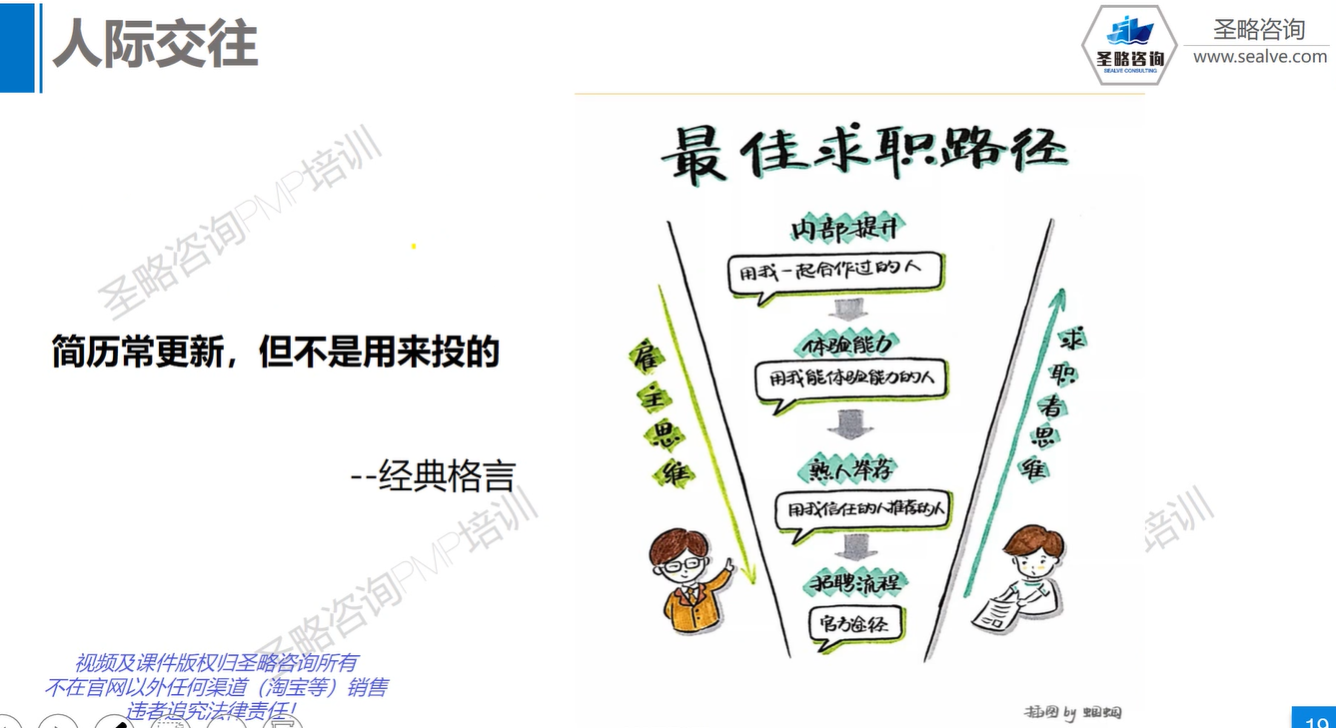 人际交往
圣略咨询
SEALVE CONSULTING
圣略咨询
www.sealve.com
圣略咨询PMP培训
最佳求职路径
内部提升
用我一起合作过的人
体验能力
用我能体验能力的人
熟人举荐
用我信任的人推荐的人
招聘流程
官方途径
雇主思维
求职者思维
简历常更新，但不是用来投的
--经典格言
圣略咨询PMP培训
培训
视频及课件版权归圣略咨询所有
不在官网以外任何渠道（淘宝等）销售
违者追究法律责任！
插图 by 蝈蝈
19